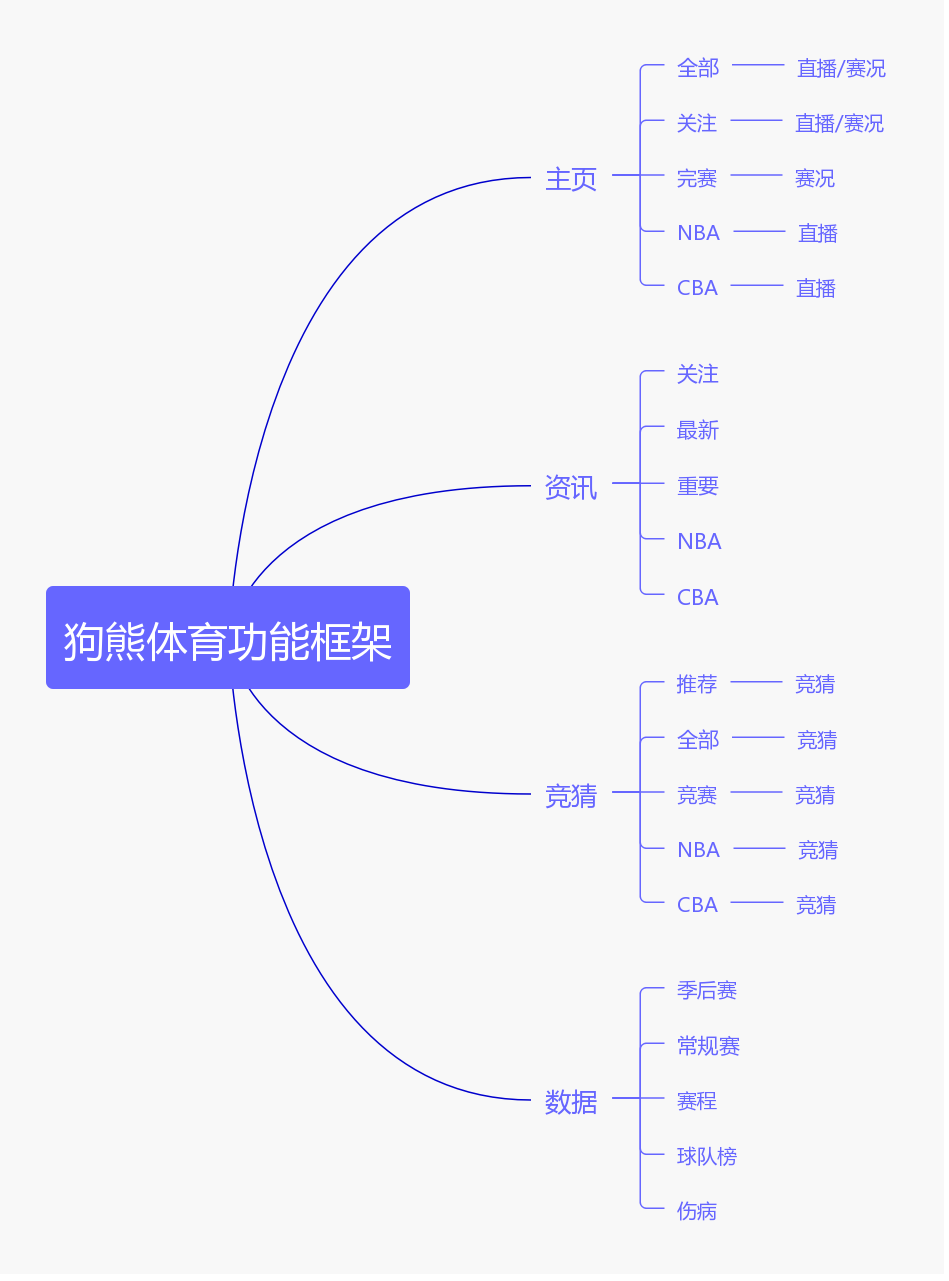 狗熊体育功能框架
主页
全部
直播/赛况
关注
直播/赛况
完赛
赛况
NBA
直播
CBA
直播
资讯
关注
最新
重要
NBA
CBA
竞猜
推荐
竞猜
全部
竞猜
竞赛
竞猜
NBA
竞猜
CBA
竞猜
数据
季后赛
常规赛
赛程
球队榜
伤病